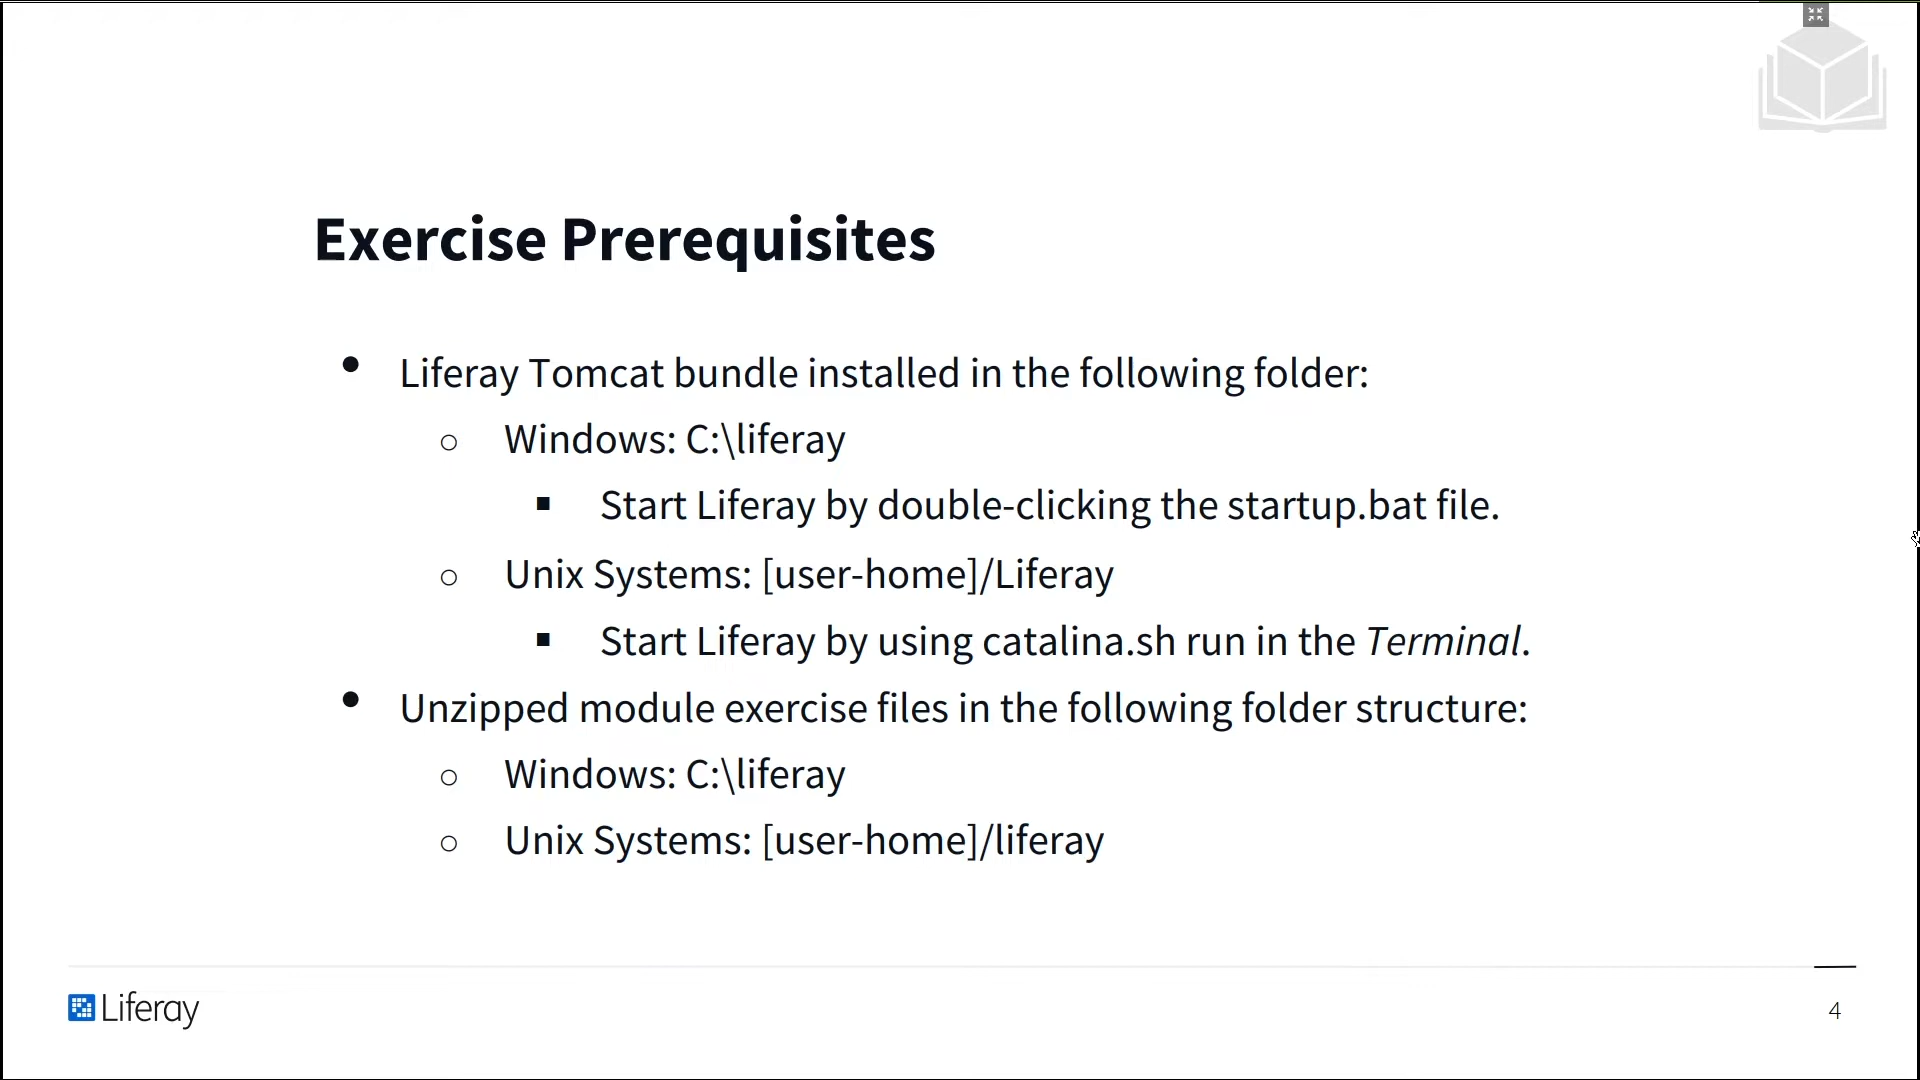 Exercise Prerequisites
● Liferay Tomcat bundle installed in the following folder:
○ Windows: C:\liferay
■ Start Liferay by double-clicking the startup.bat file.
○ Unix Systems: [user-home]/Liferay
■ Start Liferay by using catalina.sh run in the Terminal.
● Unzipped module exercise files in the following folder structure:
○ Windows: C:\liferay
○ Unix Systems: [user-home]/liferay
Liferay
4